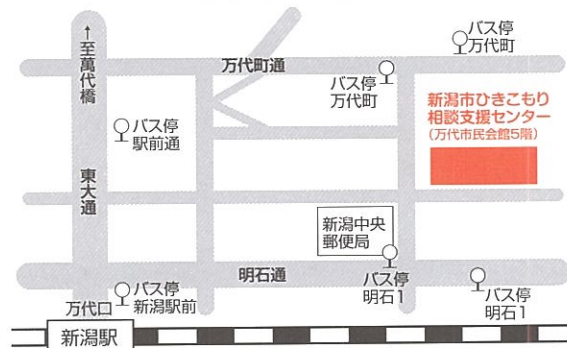 ↑至萬代橋
バス停
万代町
万代町通
バス停
万代町
新潟市ひきこもり
相談支援センター
(万代市民会館5階)
バス停
駅前通
東大通
新潟中央
郵便局
明石通
バス停
明石1
バス停
明石1
バス停
新潟駅前
万代口
新潟駅